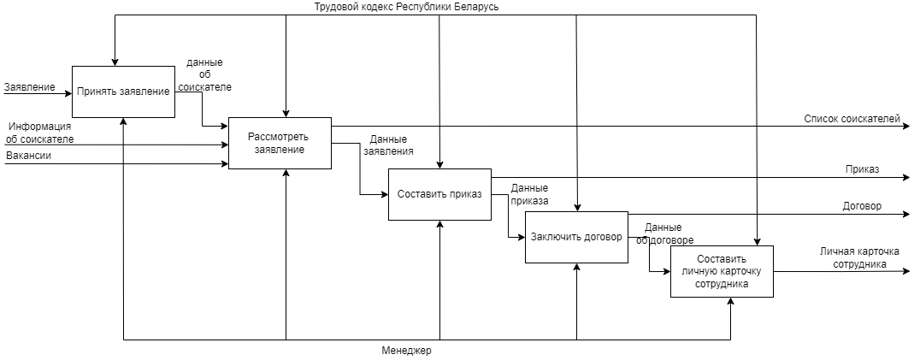 Трудовой кодекс Республики Беларусь
данные
об
соискателе
Заявление
Принять заявление
Информация
об соискателе
Вакансии
Рассмотреть
заявление
Список соискателей
Данные
заявления
Составить приказ
Приказ
Данные
приказа
Заключить договор
Договор
Данные
об договоре
Составить
личную карточку
сотрудника
Личная карточка
сотрудника
Менеджер